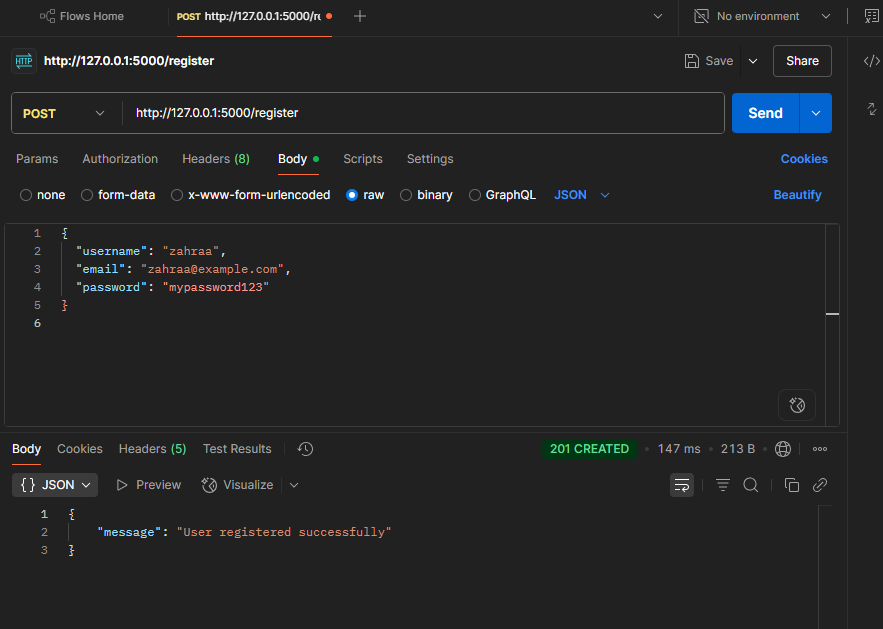 Flows Home
POST http://127.0.0.1:5000/re
No environment
HTTP http://127.0.0.1:5000/register
Save
Share
POST
http://127.0.0.1:5000/register
Send
Params Authorization Headers (8) Body Scripts Settings Cookies
none form-data x-www-form-urlencoded raw binary GraphQL JSON Beautify
1 {
2 "username": "zahraa",
3 "email": "zahraa@example.com",
4 "password": "mypassword123"
5 }
6
Body Cookies Headers (5) Test Results 201 CREATED 147 ms 213 B
{} JSON Preview Visualize
1 {
2 "message": "User registered successfully"
3 }